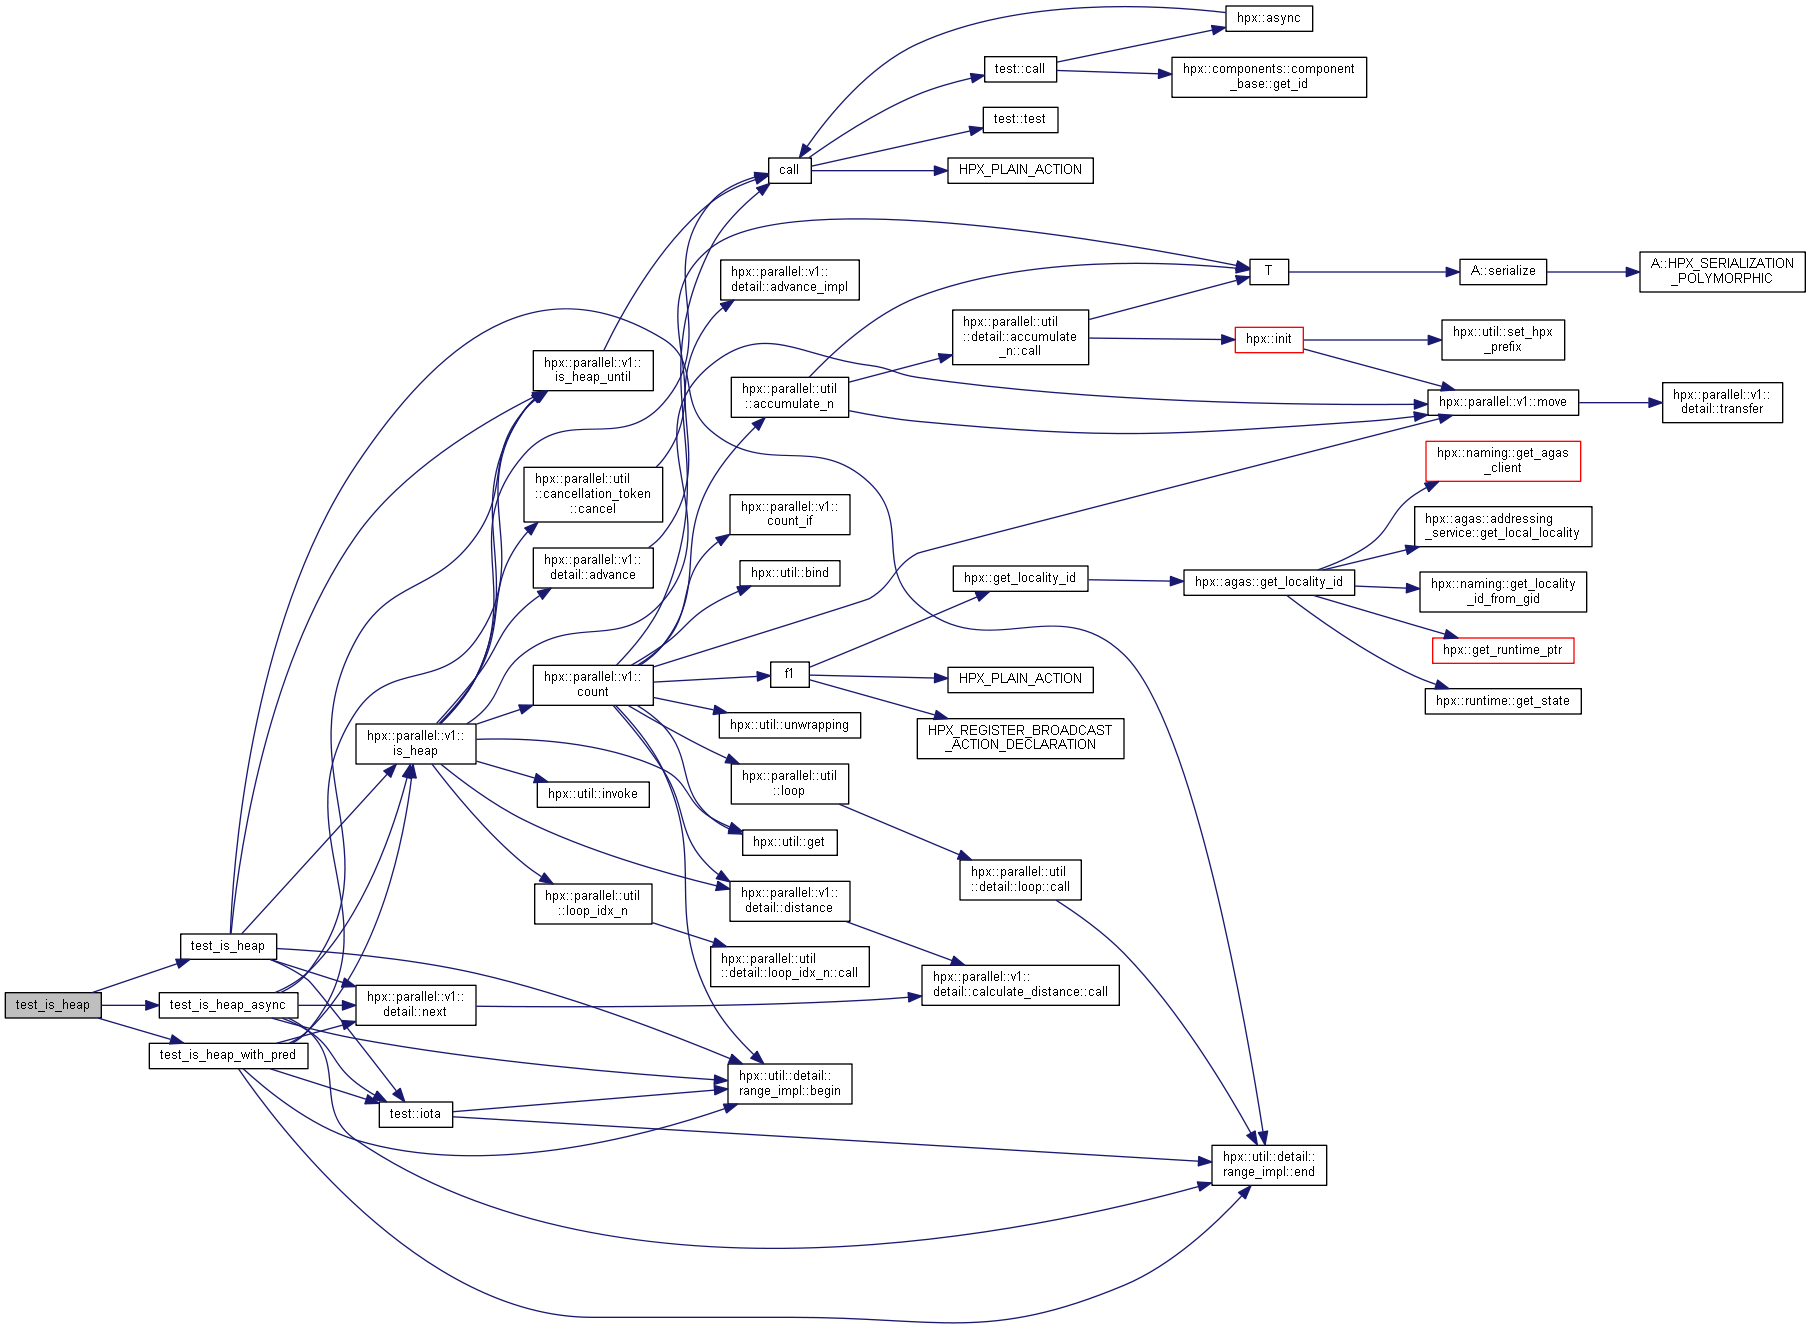 hpx::async
test::call
hpx::components::component
_base::get_id
test::test
call
HPX_PLAIN_ACTION
hpx::parallel::v1::
detail::advance_impl
T
A::serialize
A::HPX_SERIALIZATION
_POLYMORPHIC
hpx::parallel::util
::detail::accumulate
_n::call
hpx::init
hpx::util::set_hpx
_prefix
hpx::parallel::v1::
is_heap_until
hpx::parallel::util
::accumulate_n
hpx::parallel::v1::move
hpx::parallel::v1::
detail::transfer
hpx::naming::get_agas
_client
hpx::parallel::util
::cancellation_token
::cancel
hpx::parallel::v1::
count_if
hpx::agas::addressing
_service::get_local_locality
hpx::parallel::v1::
detail::advance
hpx::util::bind
hpx::get_locality_id
hpx::agas::get_locality_id
hpx::naming::get_locality
_id_from_gid
hpx::get_runtime_ptr
hpx::parallel::v1::
count
f1
HPX_PLAIN_ACTION
hpx::runtime::get_state
hpx::util::unwrapping
HPX_REGISTER_BROADCAST
_ACTION_DECLARATION
hpx::parallel::v1::
is_heap
hpx::parallel::util
::loop
hpx::util::invoke
hpx::util::get
hpx::parallel::util
::detail::loop::call
hpx::parallel::util
::loop_idx_n
hpx::parallel::v1::
detail::distance
test_is_heap
hpx::parallel::util
::detail::loop_idx_n::call
hpx::parallel::v1::
detail::calculate_distance::call
test_is_heap
test_is_heap_async
hpx::parallel::v1::
detail::next
test_is_heap_with_pred
hpx::util::detail::
range_impl::begin
test::iota
hpx::util::detail::
range_impl::end